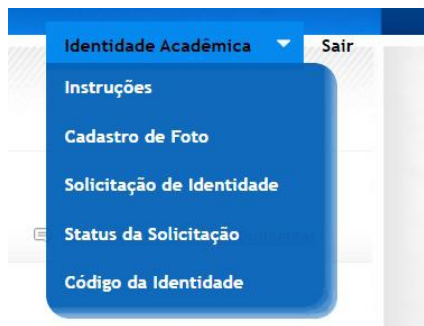 Identidade Acadêmica Sair
Instruções
Cadastro de Foto
Solicitação de Identidade
Status da Solicitação
Código da Identidade